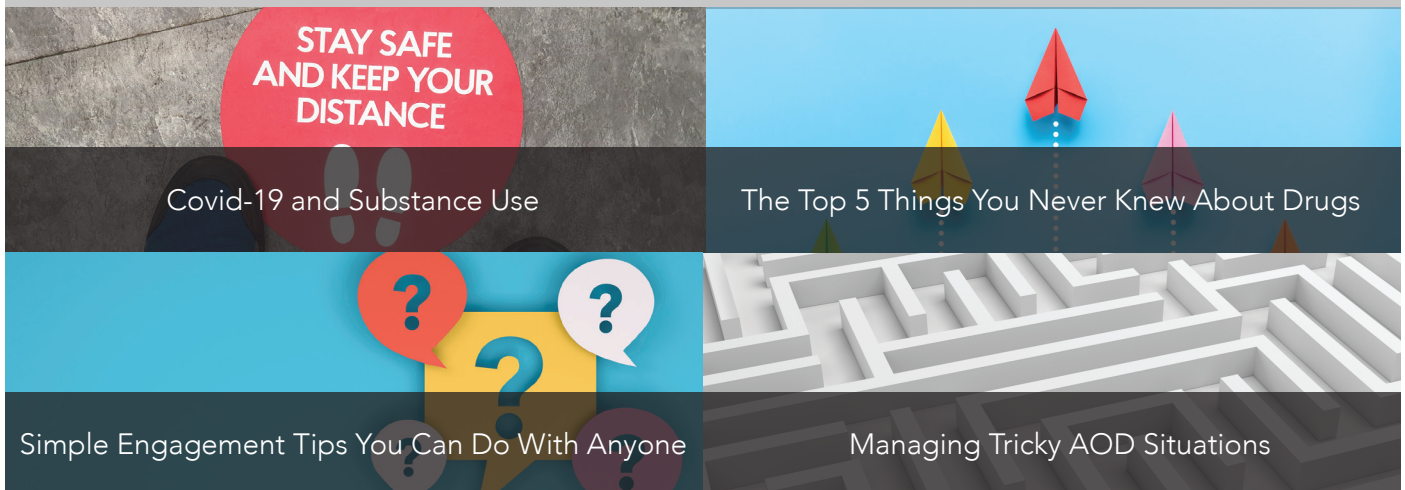 STAY SAFE
AND KEEP YOUR
DISTANCE
Covid-19 and Substance Use
The Top 5 Things You Never Knew About Drugs
? ?
?
? ?
Simple Engagement Tips You Can Do With Anyone
Managing Tricky AOD Situations